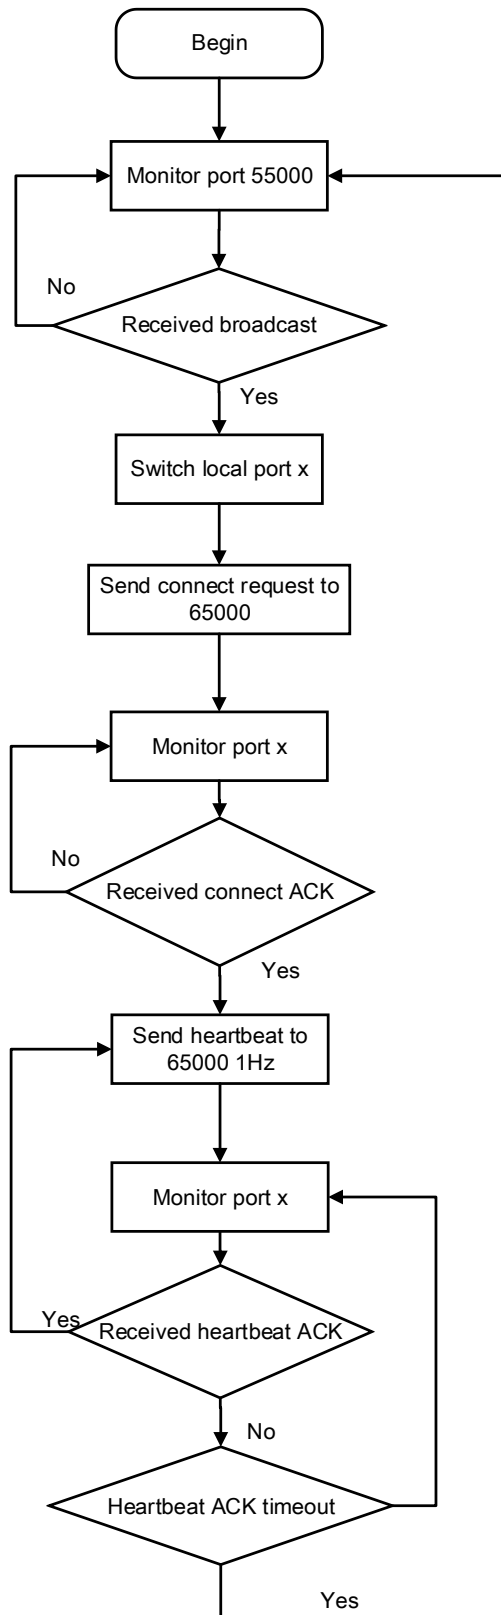 Begin
Monitor port 55000
No
Received broadcast
Yes
Switch local port x
Send connect request to
65000
Monitor port x
No
Received connect ACK
Yes
Send heartbeat to
65000 1Hz
Monitor port x
Yes
Received heartbeat ACK
No
Heartbeat ACK timeout
Yes